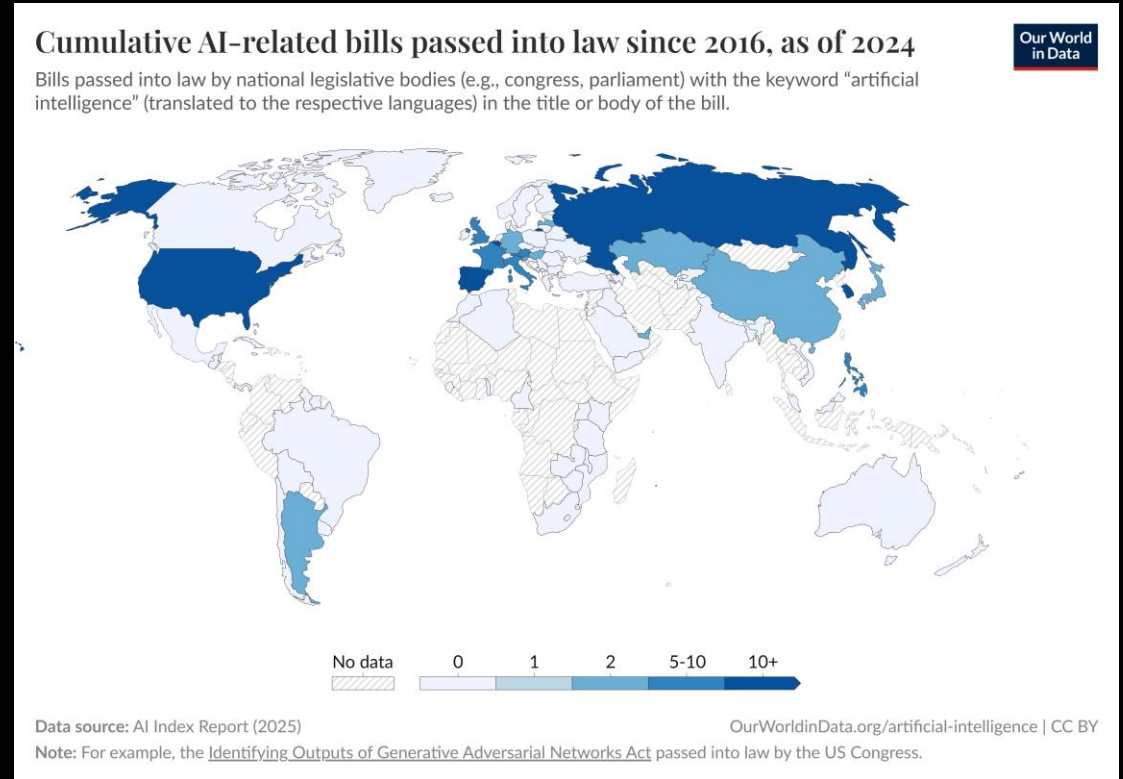 Cumulative AI-related bills passed into law since 2016, as of 2024
Our World
in Data
Bills passed into law by national legislative bodies (e.g., congress, parliament) with the keyword “artificial
intelligence” (translated to the respective languages) in the title or body of the bill.
No data 0 1 2 5-10 10+
Data source: AI Index Report (2025) OurWorldinData.org/artificial-intelligence | CC BY
Note: For example, the Identifying Outputs of Generative Adversarial Networks Act passed into law by the US Congress.